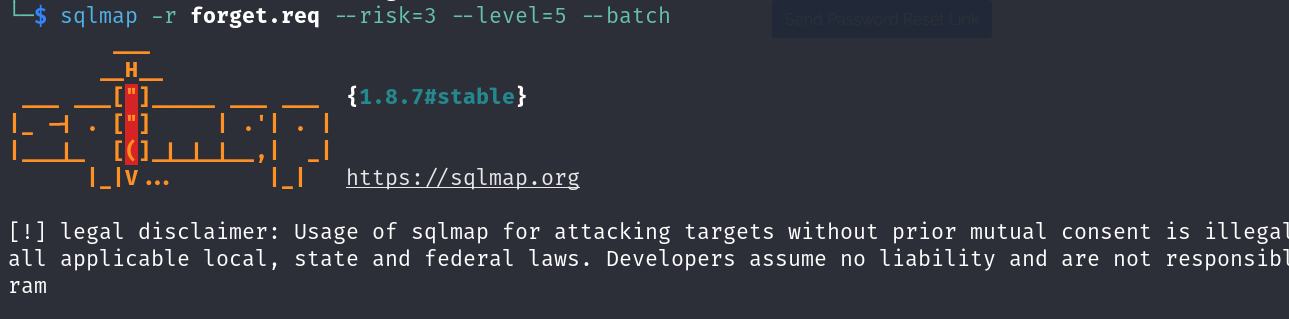 └─$ sqlmap -r forget.req --risk=3 --level=5 --batch
Send Password Reset Link
        ___
       __H__
 ___ ___["]_____ ___ ___  {1.8.7#stable}
|_ -| . ["]     | .'| . |
|___|_  [(]_|_|_|__,|  _|
      |_|V...       |_|   https://sqlmap.org
[!] legal disclaimer: Usage of sqlmap for attacking targets without prior mutual consent is illegal
all applicable local, state and federal laws. Developers assume no liability and are not responsibl
ram